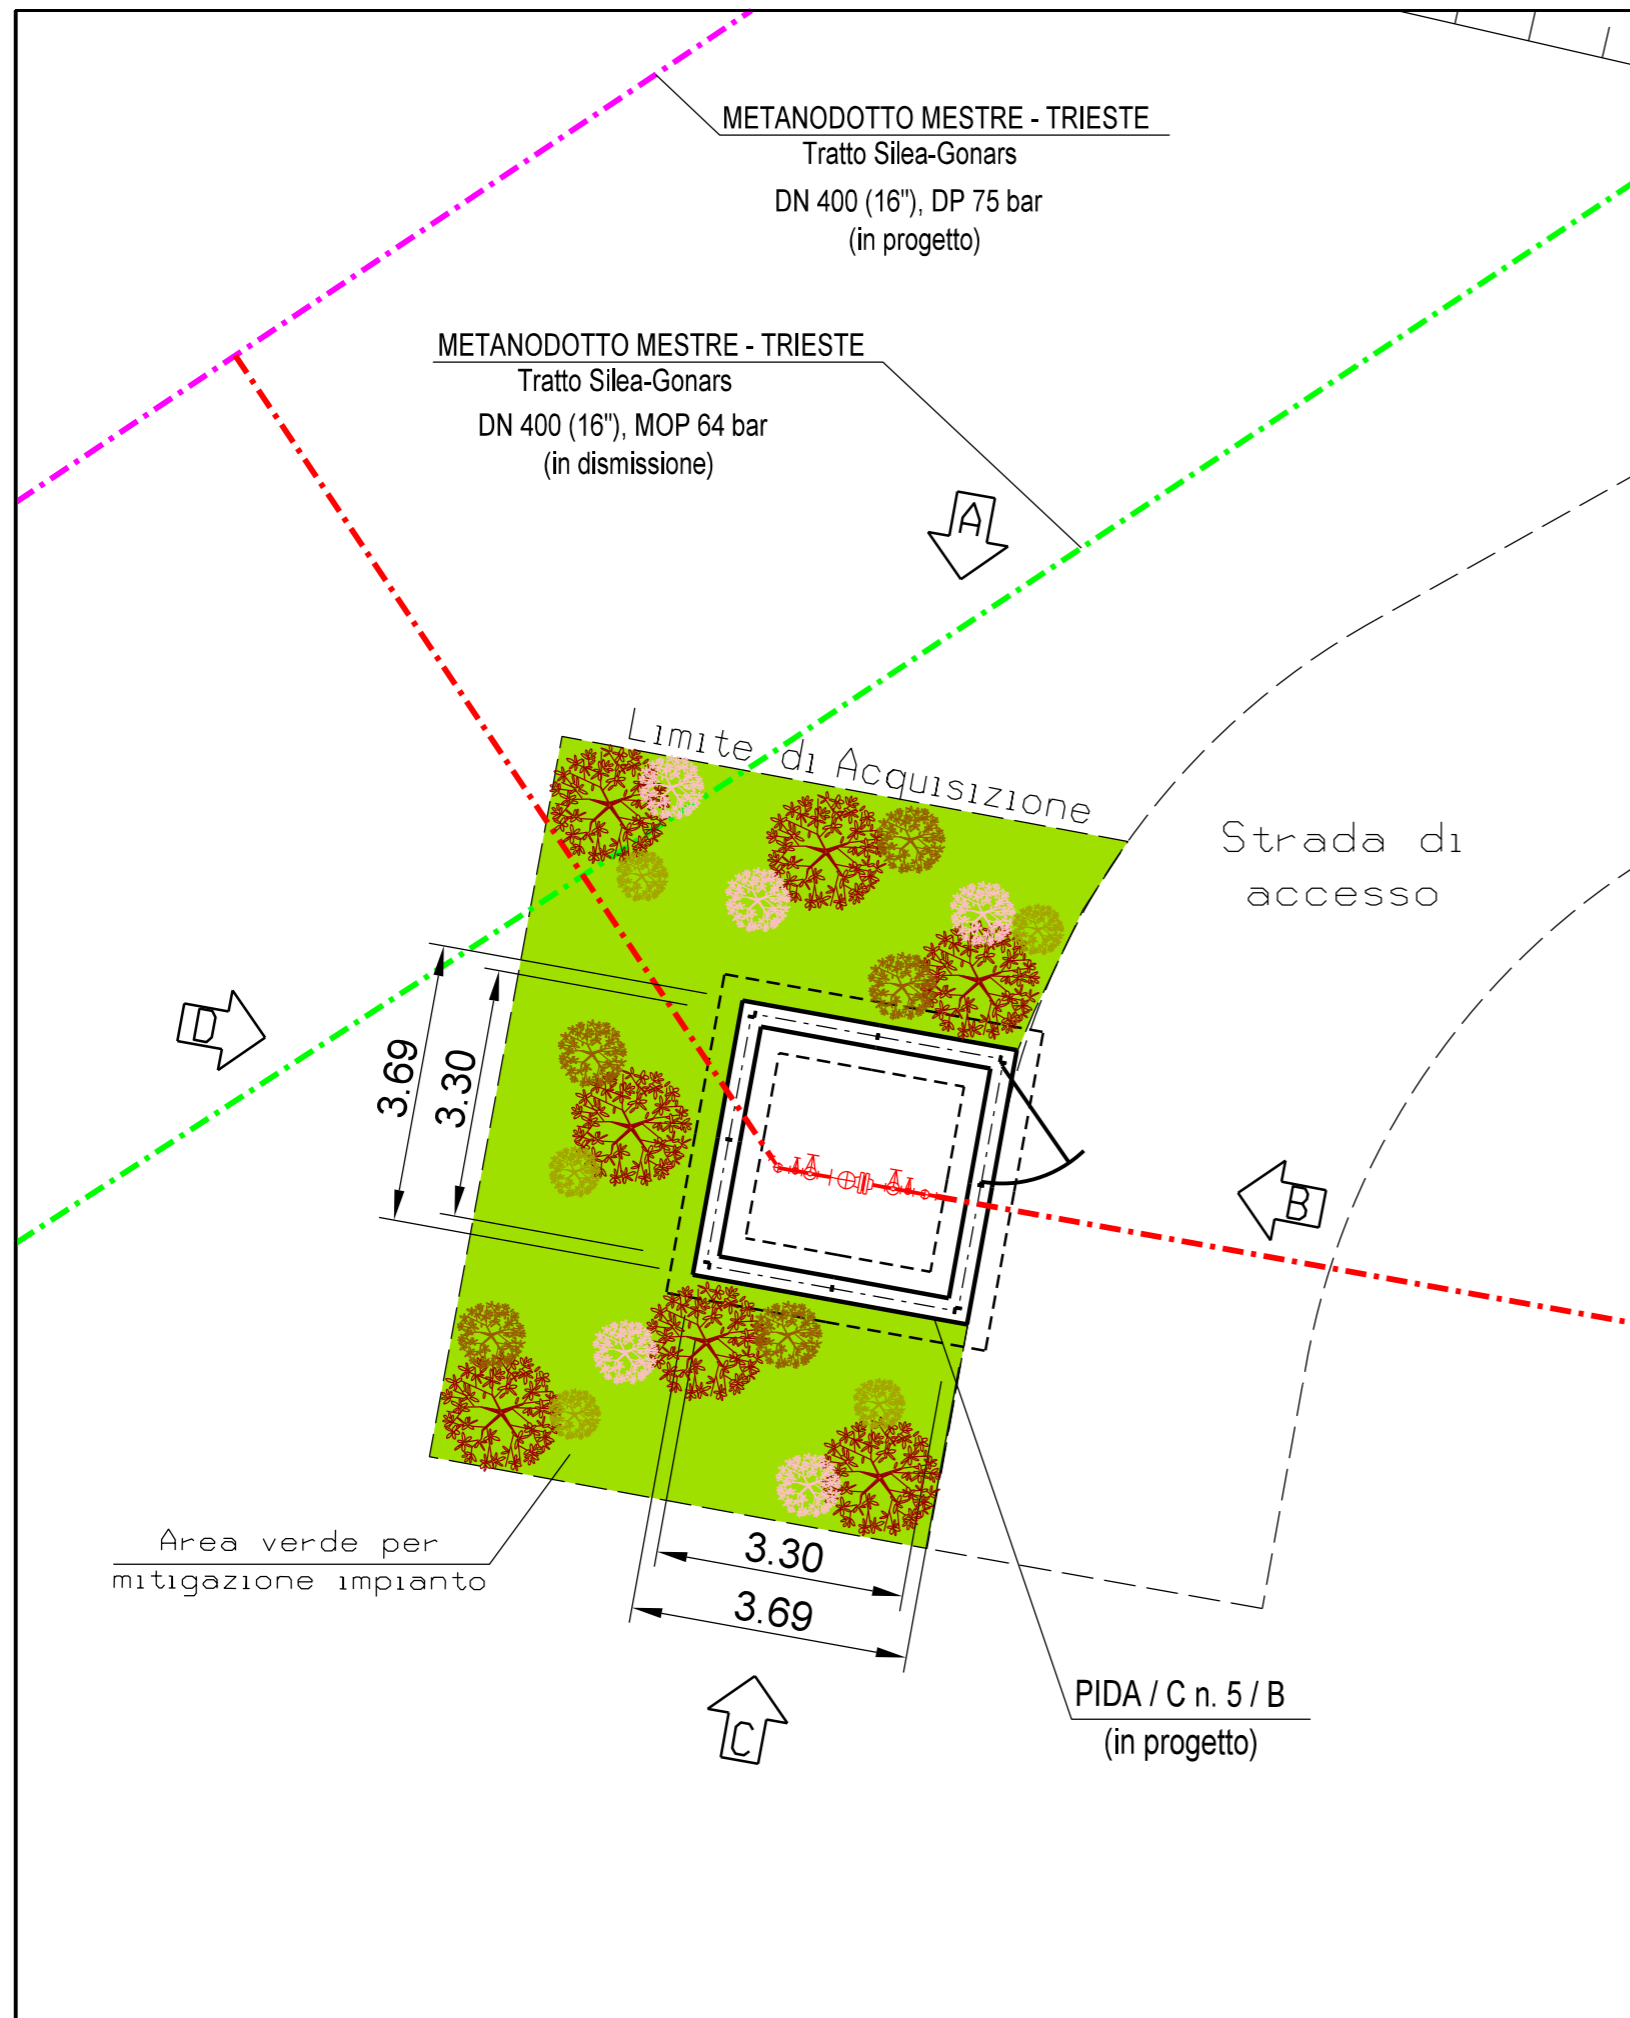 METANODOTTO MESTRE - TRIESTE
Tratto Silea-Gonars
DN 400 (16"), DP 75 bar
(in progetto)
METANODOTTO MESTRE - TRIESTE
Tratto Silea-Gonars
DN 400 (16"), MOP 64 bar
(in dismissione)
A
Limite di Acquisizione
Strada di
accesso
D
3.69
3.30
B
Area verde per
mitigazione impianto
3.30
3.69
C
PIDA / C n. 5 / B
(in progetto)